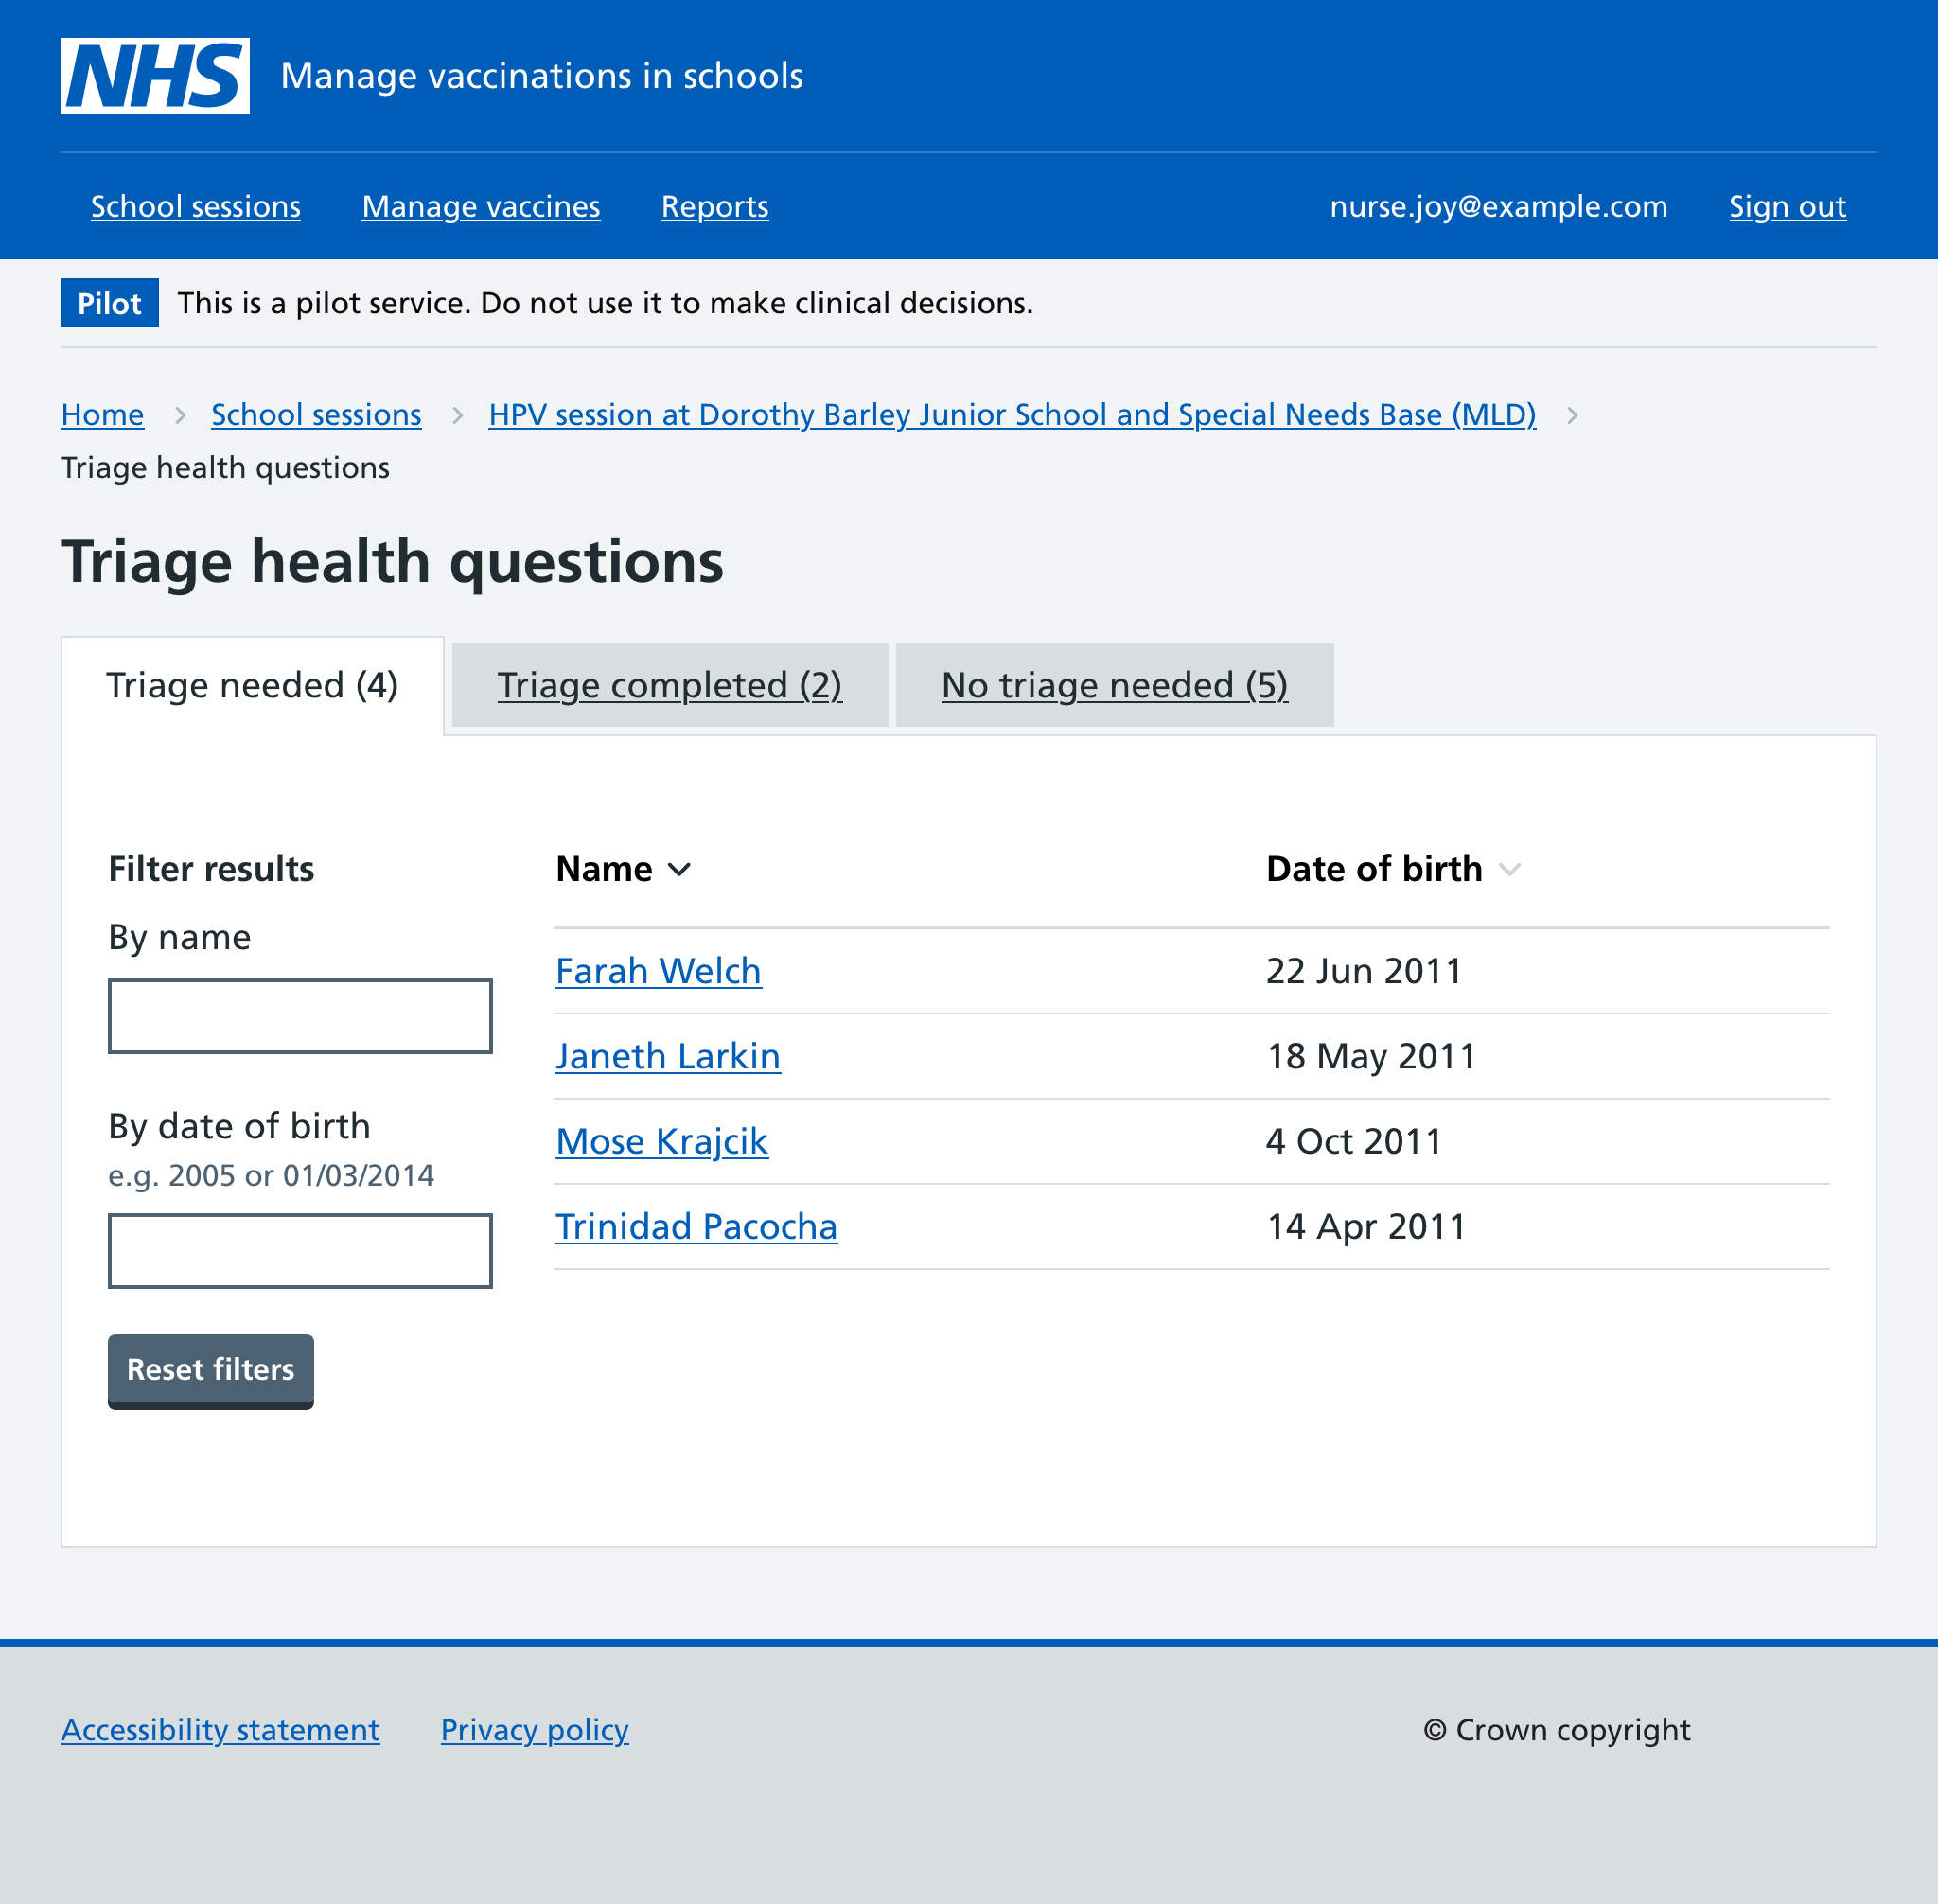 NHS Manage vaccinations in schools
School sessions Manage vaccines Reports nurse.joy@example.com Sign out
Pilot This is a pilot service. Do not use it to make clinical decisions.
Home School sessions HPV session at Dorothy Barley Junior School and Special Needs Base (MLD)
Triage health questions
Triage health questions
Triage needed (4) Triage completed (2) No triage needed (5)
Filter results
By name
By date of birth
e.g. 2005 or 01/03/2014
Reset filters
Name Date of birth
Farah Welch 22 Jun 2011
Janeth Larkin 18 May 2011
Mose Krajcik 4 Oct 2011
Trinidad Pacocha 14 Apr 2011
Accessibility statement Privacy policy © Crown copyright